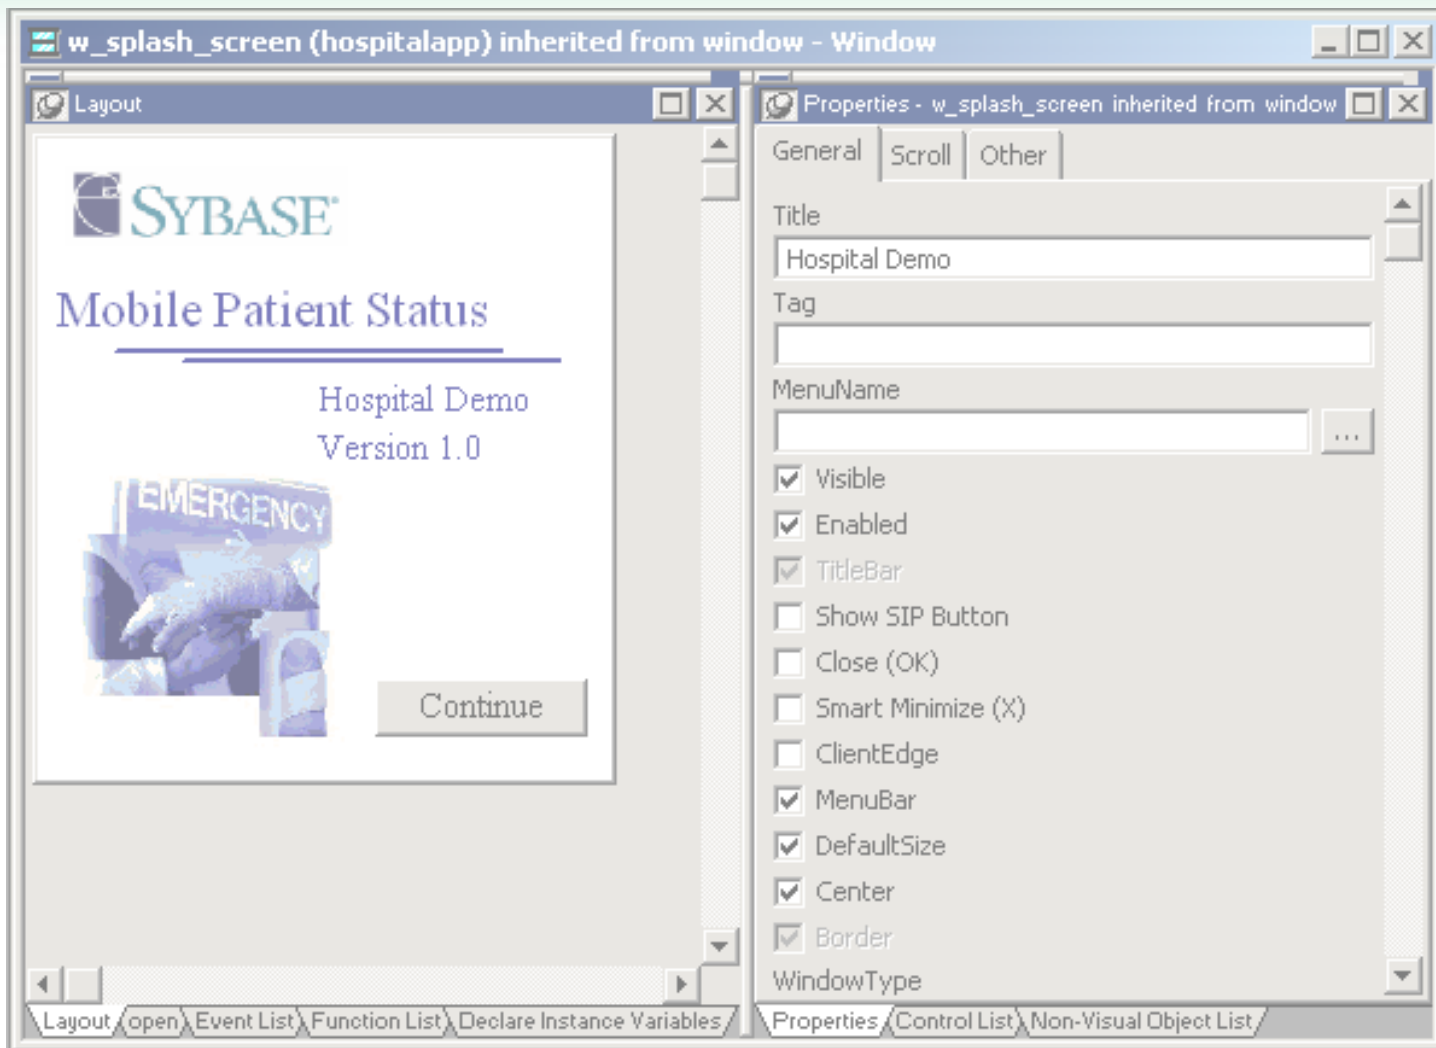 w_splash_screen (hospitalapp) inherited from window - Window
Layout
SYBASE
Mobile Patient Status
Hospital Demo
Version 1.0
EMERGENCY
Continue
Layout open Event List Function List Declare Instance Variables
Properties - w_splash_screen inherited from window
General Scroll Other
Title
Hospital Demo
Tag
MenuName
...
Visible
Enabled
TitleBar
Show SIP Button
Close (OK)
Smart Minimize (X)
ClientEdge
MenuBar
DefaultSize
Center
Border
WindowType
Properties Control List Non-Visual Object List